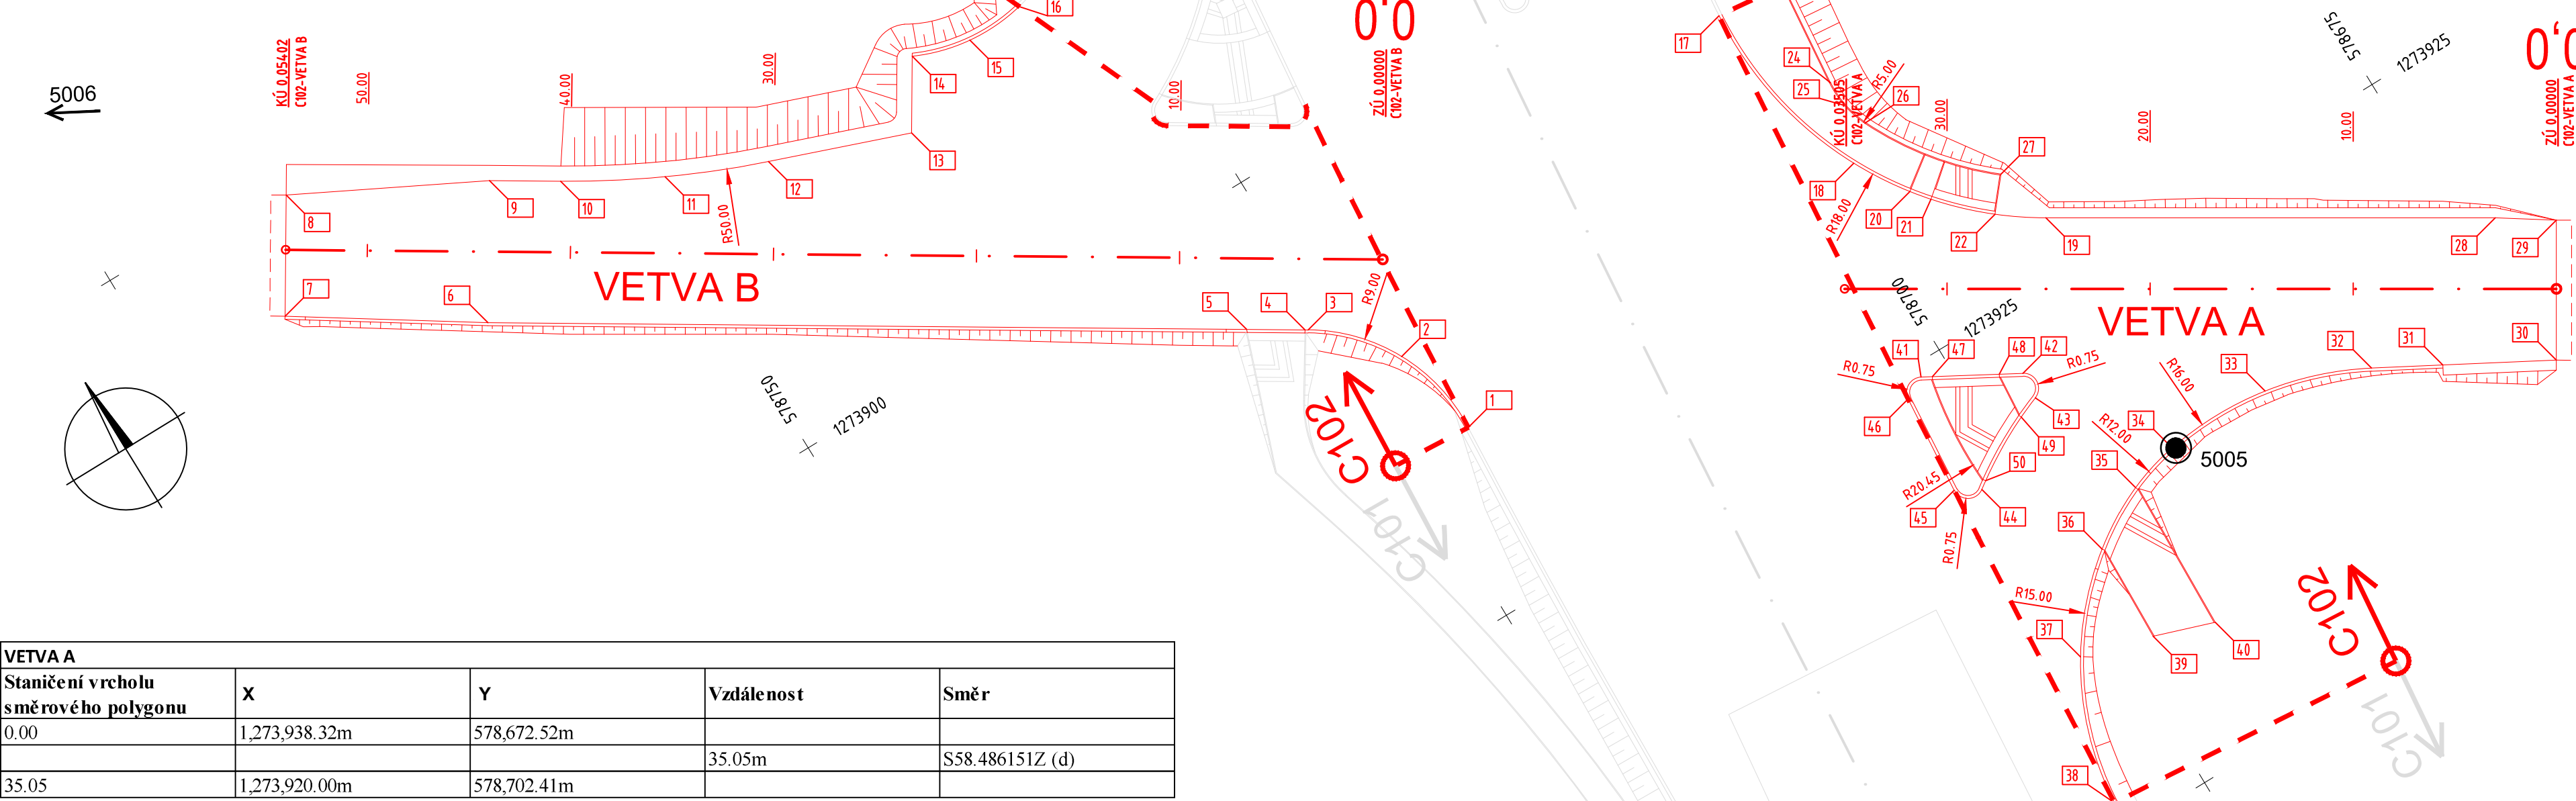 16
0,0
17
24
25
26
R5.00
578675
1273925
0,0
KÚ 0.05402
C102-VETVA B
50.00
40.00
30.00
10.00
ZÚ 0.00000
C102-VETVA B
15
14
13
5006
KÚ 0.03505
C102-VETVA A
30.00
20.00
10.00
ZÚ 0.00000
C102-VETVA A
27
18
R18.00
20
21
22
19
28
29
8
9
10
11
12
R50.00
VETVA B
7
6
5
4
3
R9.00
2
1
578700
1273925
VETVA A
41
47
48
42
R0.75
R0.75
R16.00
33
32
31
30
46
43
49
50
R12.00
34
35
5005
R20.45
45
44
R0.75
36
578750
1273900
C102
C101
R15.00
37
39
40
38
C102
C101
VETVA A
Staničení vrcholu X Y Vzdálenost Směr
směrového polygonu
0.00 1,273,938.32m 578,672.52m
35.05m S58.486151Z (d)
35.05 1,273,920.00m 578,702.41m